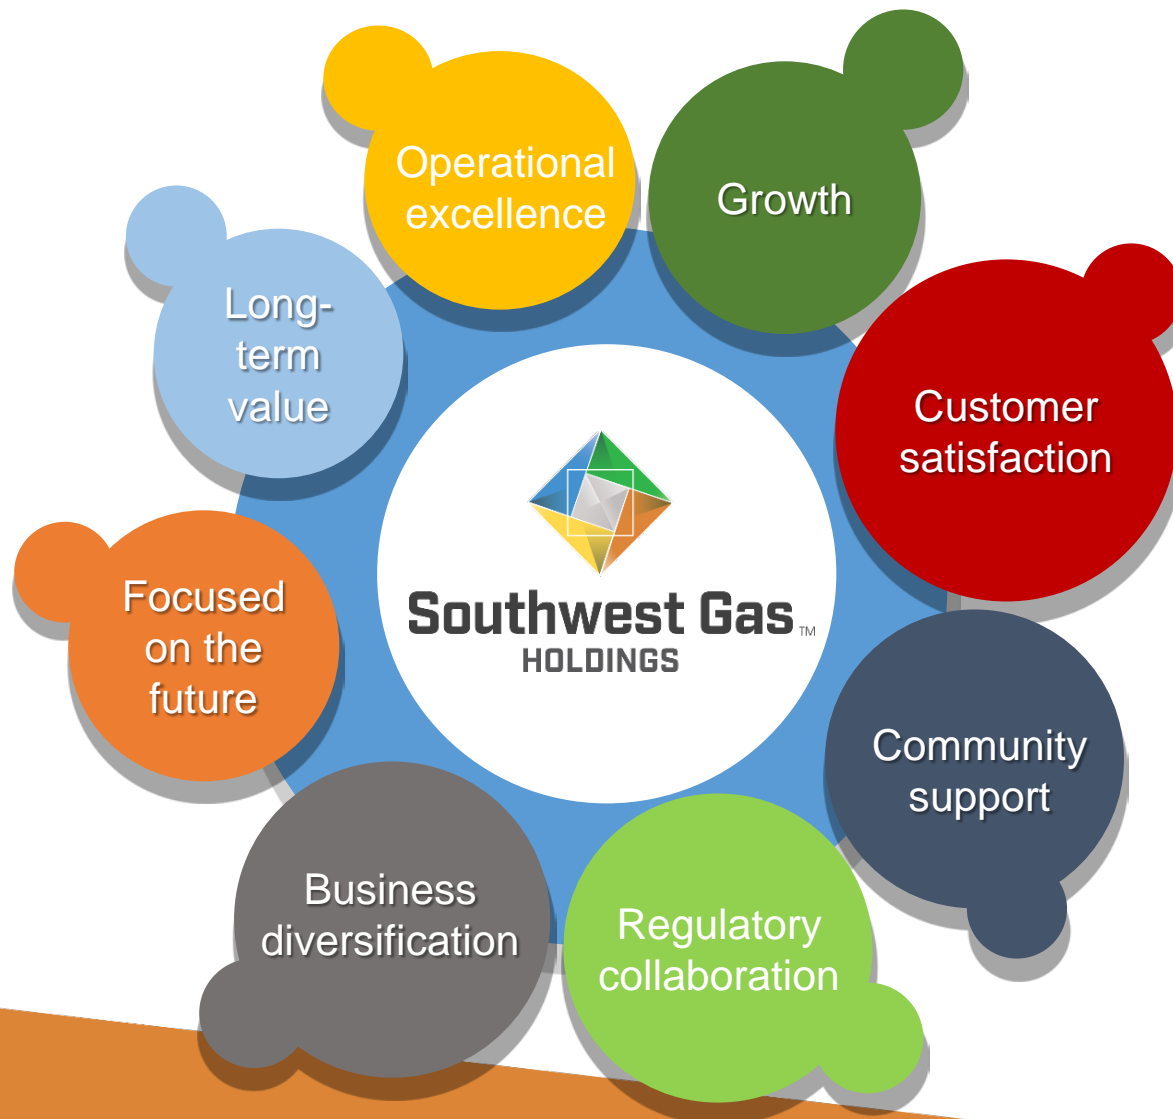 Operational
excellence
Growth
Customer
satisfaction
Community
support
Regulatory
collaboration
Business
diversification
Focused
on the
future
Long-
term
value
Southwest Gas™
HOLDINGS